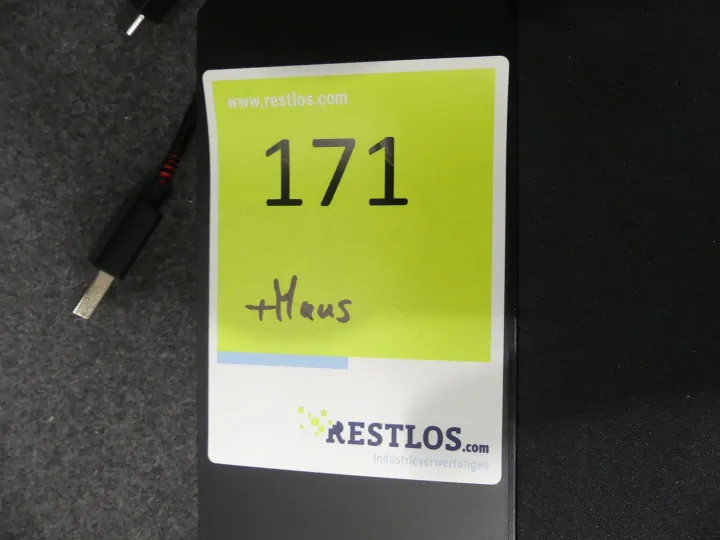 www.restlos.com
171
+Maus
RESTLOS.com
Industrieverwertungen